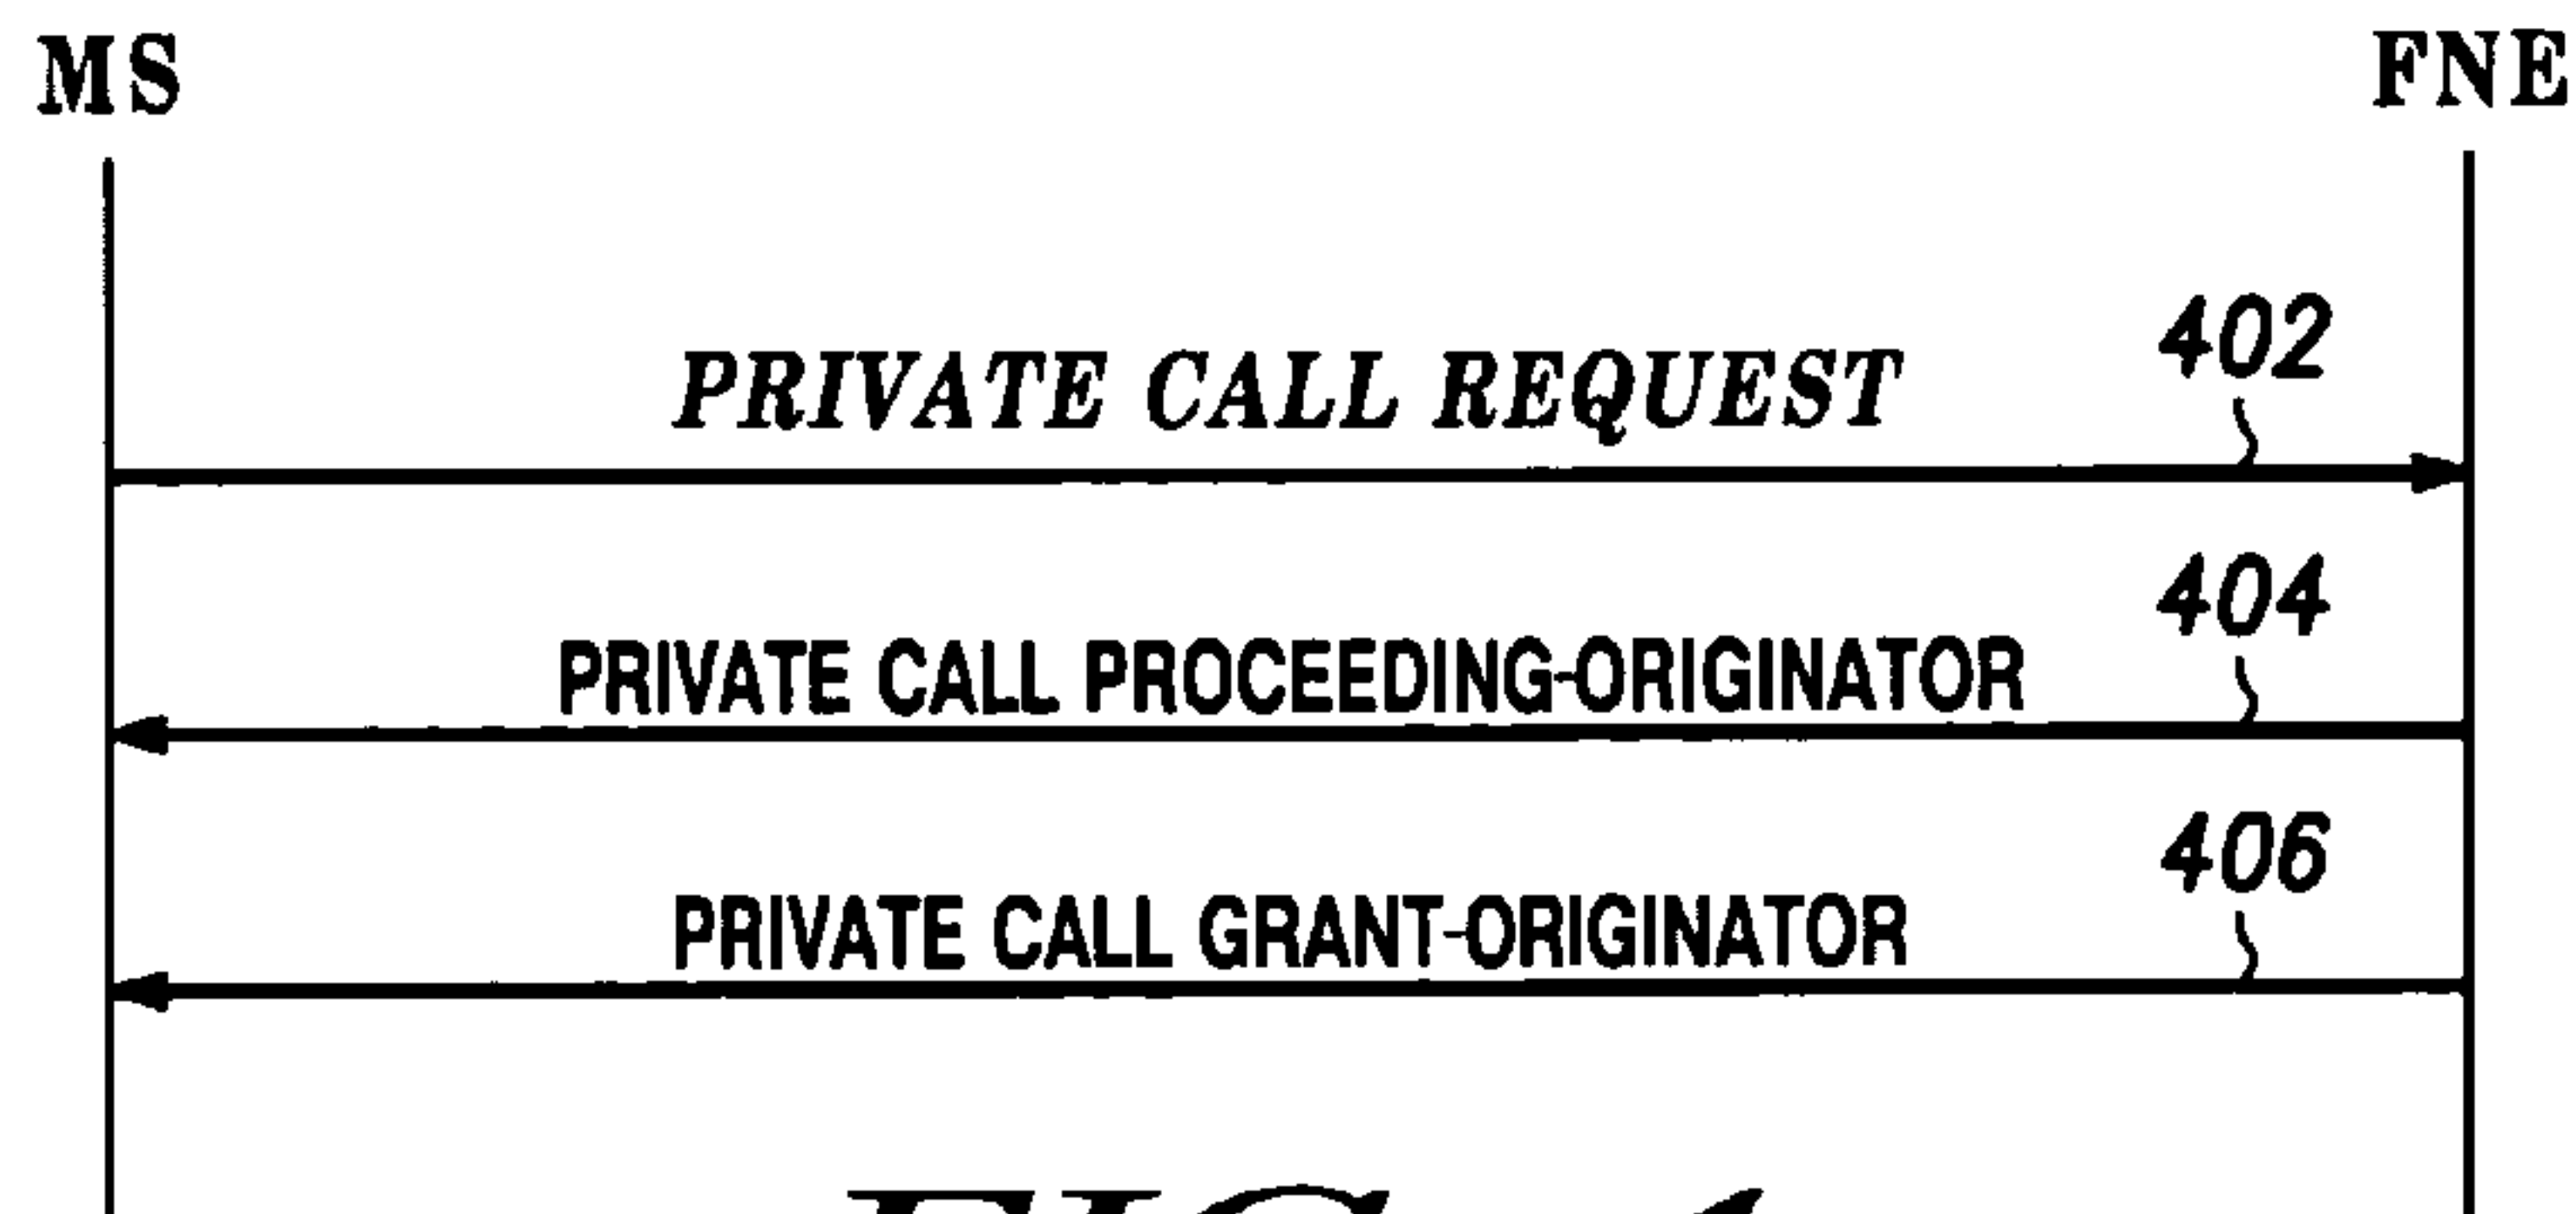 MS FNE
402
PRIVATE CALL REQUEST
404
PRIVATE CALL PROCEEDING-ORIGINATOR
406
PRIVATE CALL GRANT-ORIGINATOR